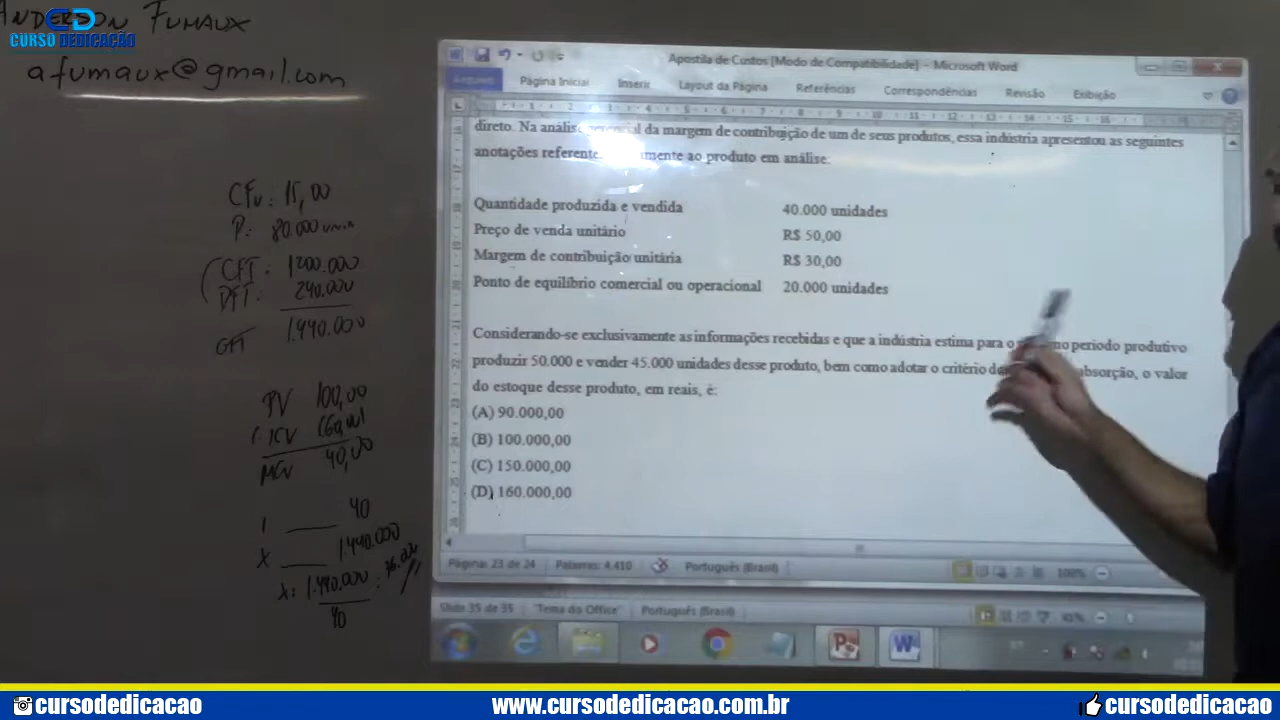 ANDERSON FUMAUX
CD
CURSO DEDICAÇÃO
afumaux@gmail.com
CFu: 15,00
P: 80.000 unid
CFT: 1200.000
DFT: 240.000
1.440.000
GFT
PV 100,00
(-)CV (60,00)
MCu 40,00
1 40
X 1.440.000
X: 1.440.000 : 36.000
40
Apostila de Custos [Modo de Compatibilidade] - Microsoft Word
Arquivo Página Inicial Inserir Layout da Página Referências Correspondências Revisão Exibição
direto. Na análise da margem de contribuição de um de seus produtos, essa indústria apresentou as seguintes
anotações referente ao produto em análise:
Quantidade produzida e vendida 40.000 unidades
Preço de venda unitário R$ 50,00
Margem de contribuição unitária R$ 30,00
Ponto de equilíbrio comercial ou operacional 20.000 unidades
Considerando-se exclusivamente as informações recebidas e que a indústria estima para o período produtivo
produzir 50.000 e vender 45.000 unidades desse produto, bem como adotar o critério absorção, o valor
do estoque desse produto, em reais, é:
(A) 90.000,00
(B) 100.000,00
(C) 150.000,00
(D) 160.000,00
Página: 23 de 24 Palavras: 4.410 Português (Brasil) 100%
Slide 35 de 35 "Tema do Office" Português (Brasil)
cursodedicacao www.cursodedicacao.com.br /cursodedicacao